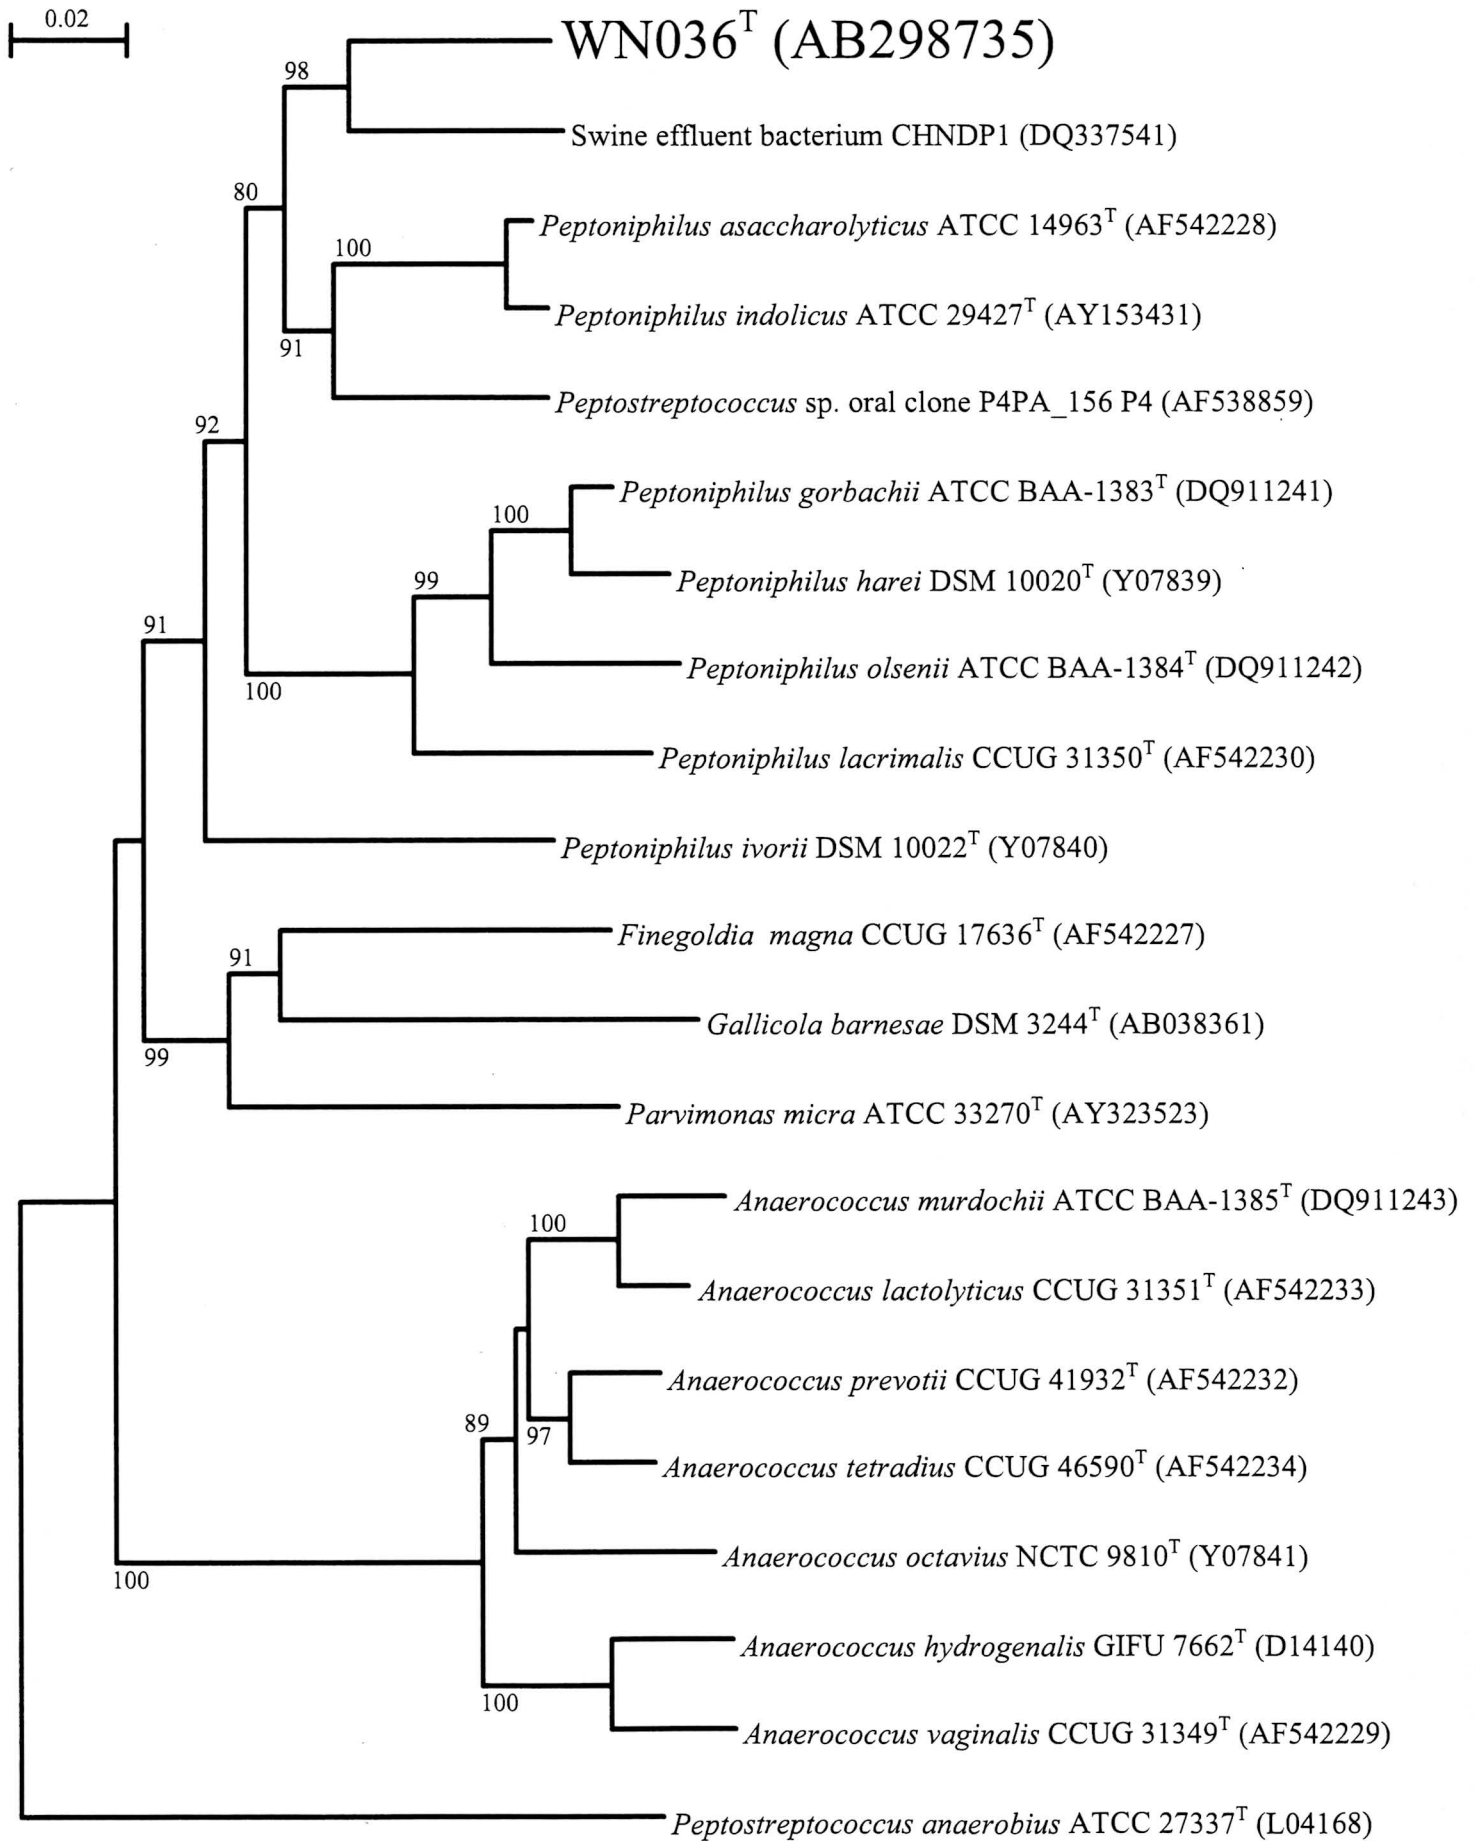 0.02
WN036T (AB298735)
98
Swine effluent bacterium CHNDP1 (DQ337541)
80
Peptoniphilus asaccharolyticus ATCC 14963T (AF542228)
100
Peptoniphilus indolicus ATCC 29427T (AY153431)
91
Peptostreptococcus sp. oral clone P4PA_156 P4 (AF538859)
92
Peptoniphilus gorbachii ATCC BAA-1383T (DQ911241)
100
Peptoniphilus harei DSM 10020T (Y07839)
99
91
Peptoniphilus olsenii ATCC BAA-1384T (DQ911242)
100
Peptoniphilus lacrimalis CCUG 31350T (AF542230)
Peptoniphilus ivorii DSM 10022T (Y07840)
Finegoldia magna CCUG 17636T (AF542227)
91
Gallicola barnesae DSM 3244T (AB038361)
99
Parvimonas micra ATCC 33270T (AY323523)
Anaerococcus murdochii ATCC BAA-1385T (DQ911243)
100
Anaerococcus lactolyticus CCUG 31351T (AF542233)
Anaerococcus prevotii CCUG 41932T (AF542232)
89
97
Anaerococcus tetradius CCUG 46590T (AF542234)
Anaerococcus octavius NCTC 9810T (Y07841)
100
Anaerococcus hydrogenalis GIFU 7662T (D14140)
100
Anaerococcus vaginalis CCUG 31349T (AF542229)
Peptostreptococcus anaerobius ATCC 27337T (L04168)